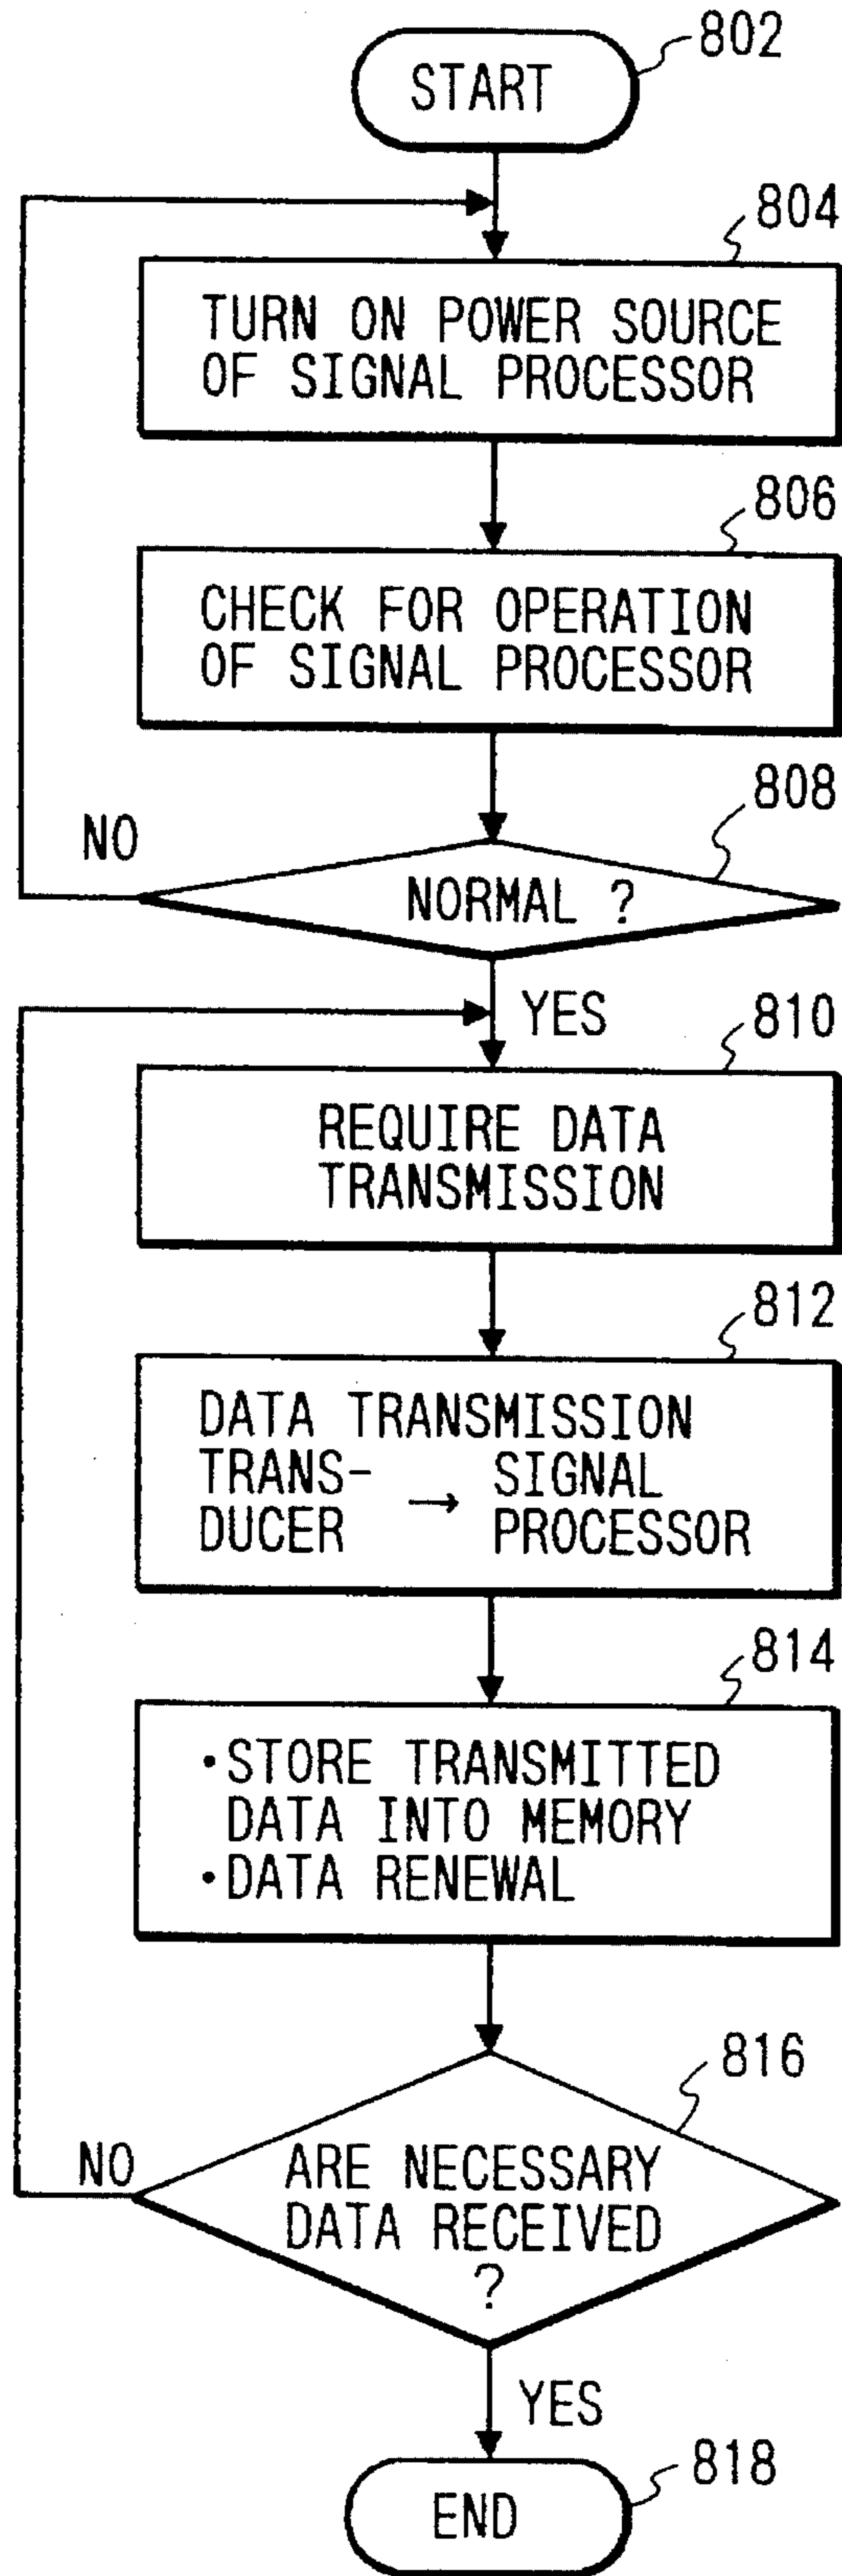 802
START
804
TURN ON POWER SOURCE
OF SIGNAL PROCESSOR
806
CHECK FOR OPERATION
OF SIGNAL PROCESSOR
808
NO
NORMAL ?
YES
810
REQUIRE DATA
TRANSMISSION
812
DATA TRANSMISSION
TRANS- SIGNAL
DUCER → PROCESSOR
814
•STORE TRANSMITTED
DATA INTO MEMORY
•DATA RENEWAL
816
NO
ARE NECESSARY
DATA RECEIVED
?
YES
818
END